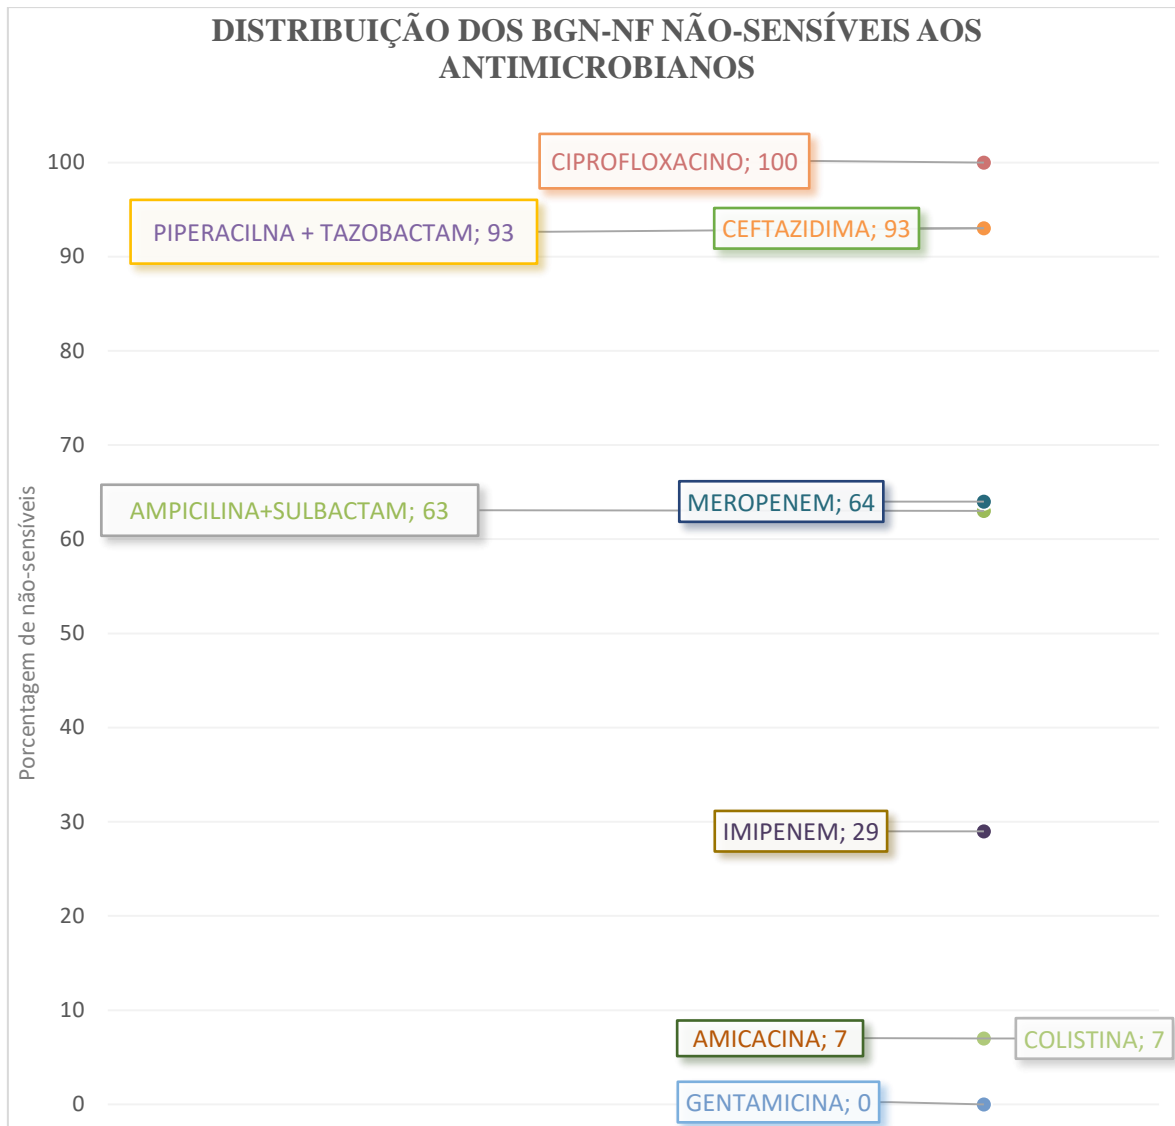 DISTRIBUIÇÃO DOS BGN-NF NÃO-SENSÍVEIS AOS
ANTIMICROBIANOS
Porcentagem de não-sensíveis
100
CIPROFLOXACINO; 100
PIPERACILNA + TAZOBACTAM; 93
CEFTAZIDIMA; 93
90
80
70
AMPICILINA+SULBACTAM; 63
MEROPENEM; 64
60
50
40
30
IMIPENEM; 29
20
10
AMICACINA; 7
COLISTINA; 7
GENTAMICINA; 0
0